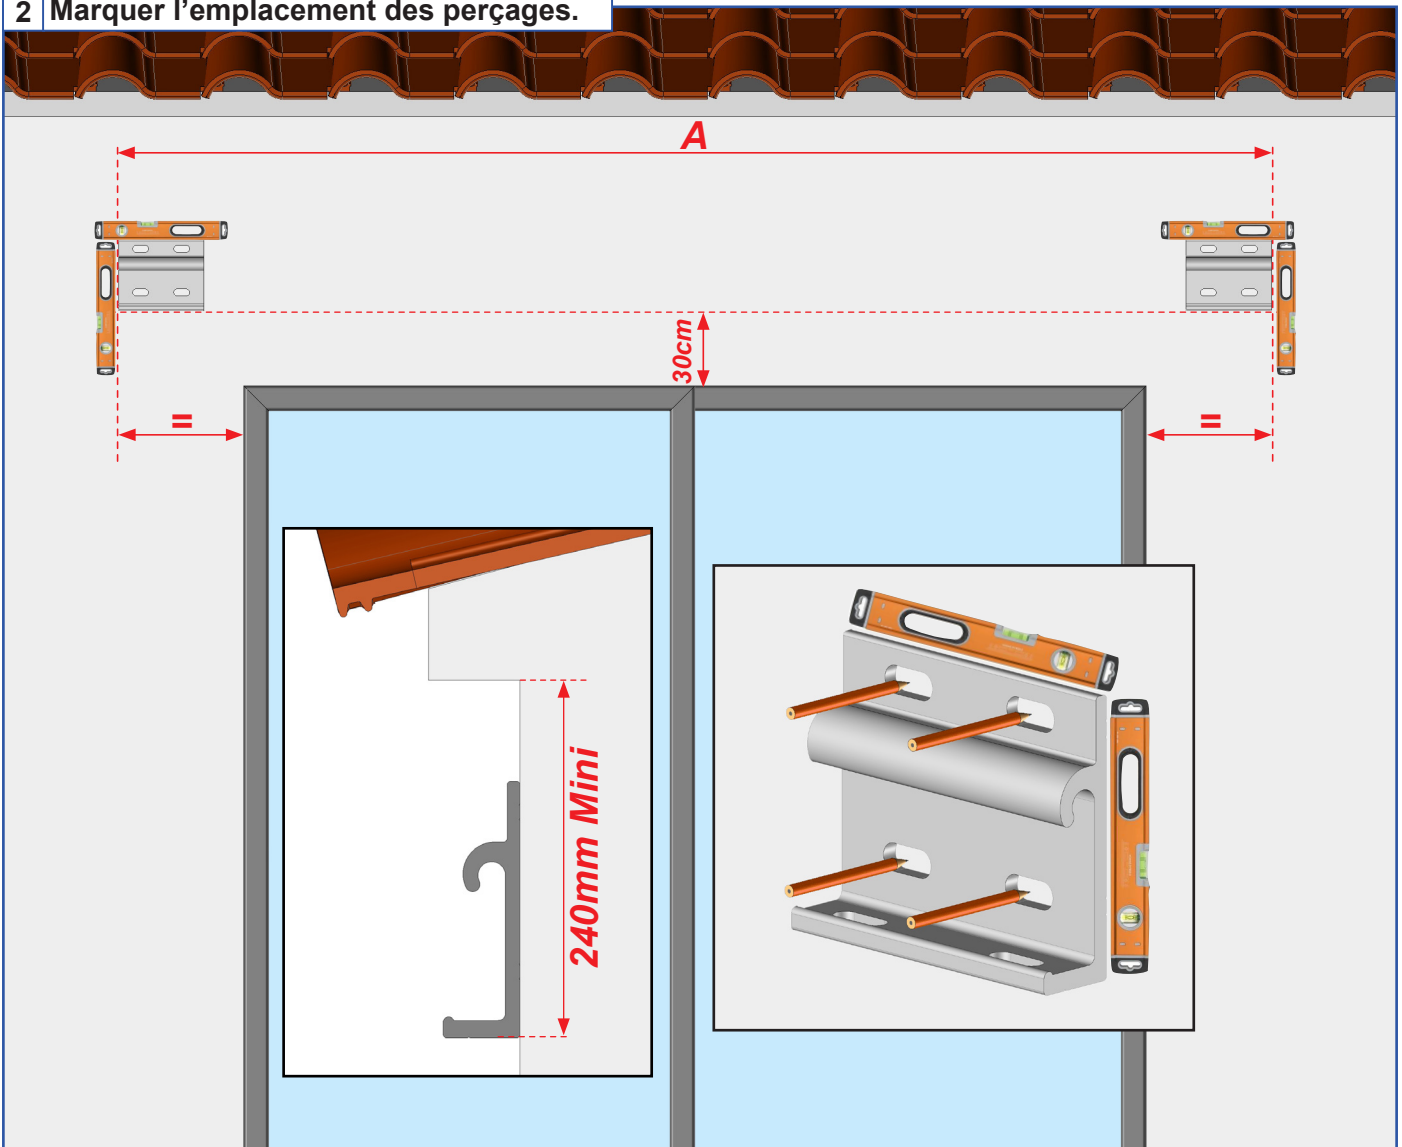 2 Marquer l’emplacement des perçages.
A
30cm
=
=
240mm Mini